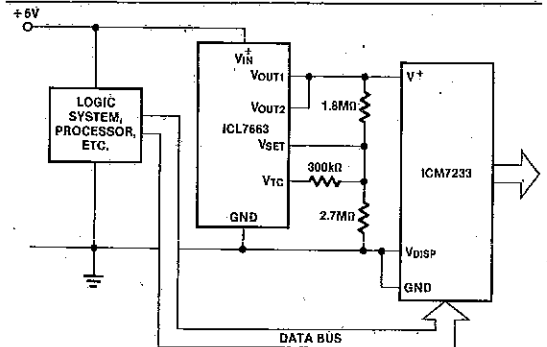 +5V
V⁺IN
VOUT1
VOUT2
ICL7663
VSET
VTC
GND
LOGIC
SYSTEM,
PROCESSOR,
ETC.
1.8MΩ
300kΩ
2.7MΩ
V⁺
ICM7233
VDISP
GND
DATA BUS